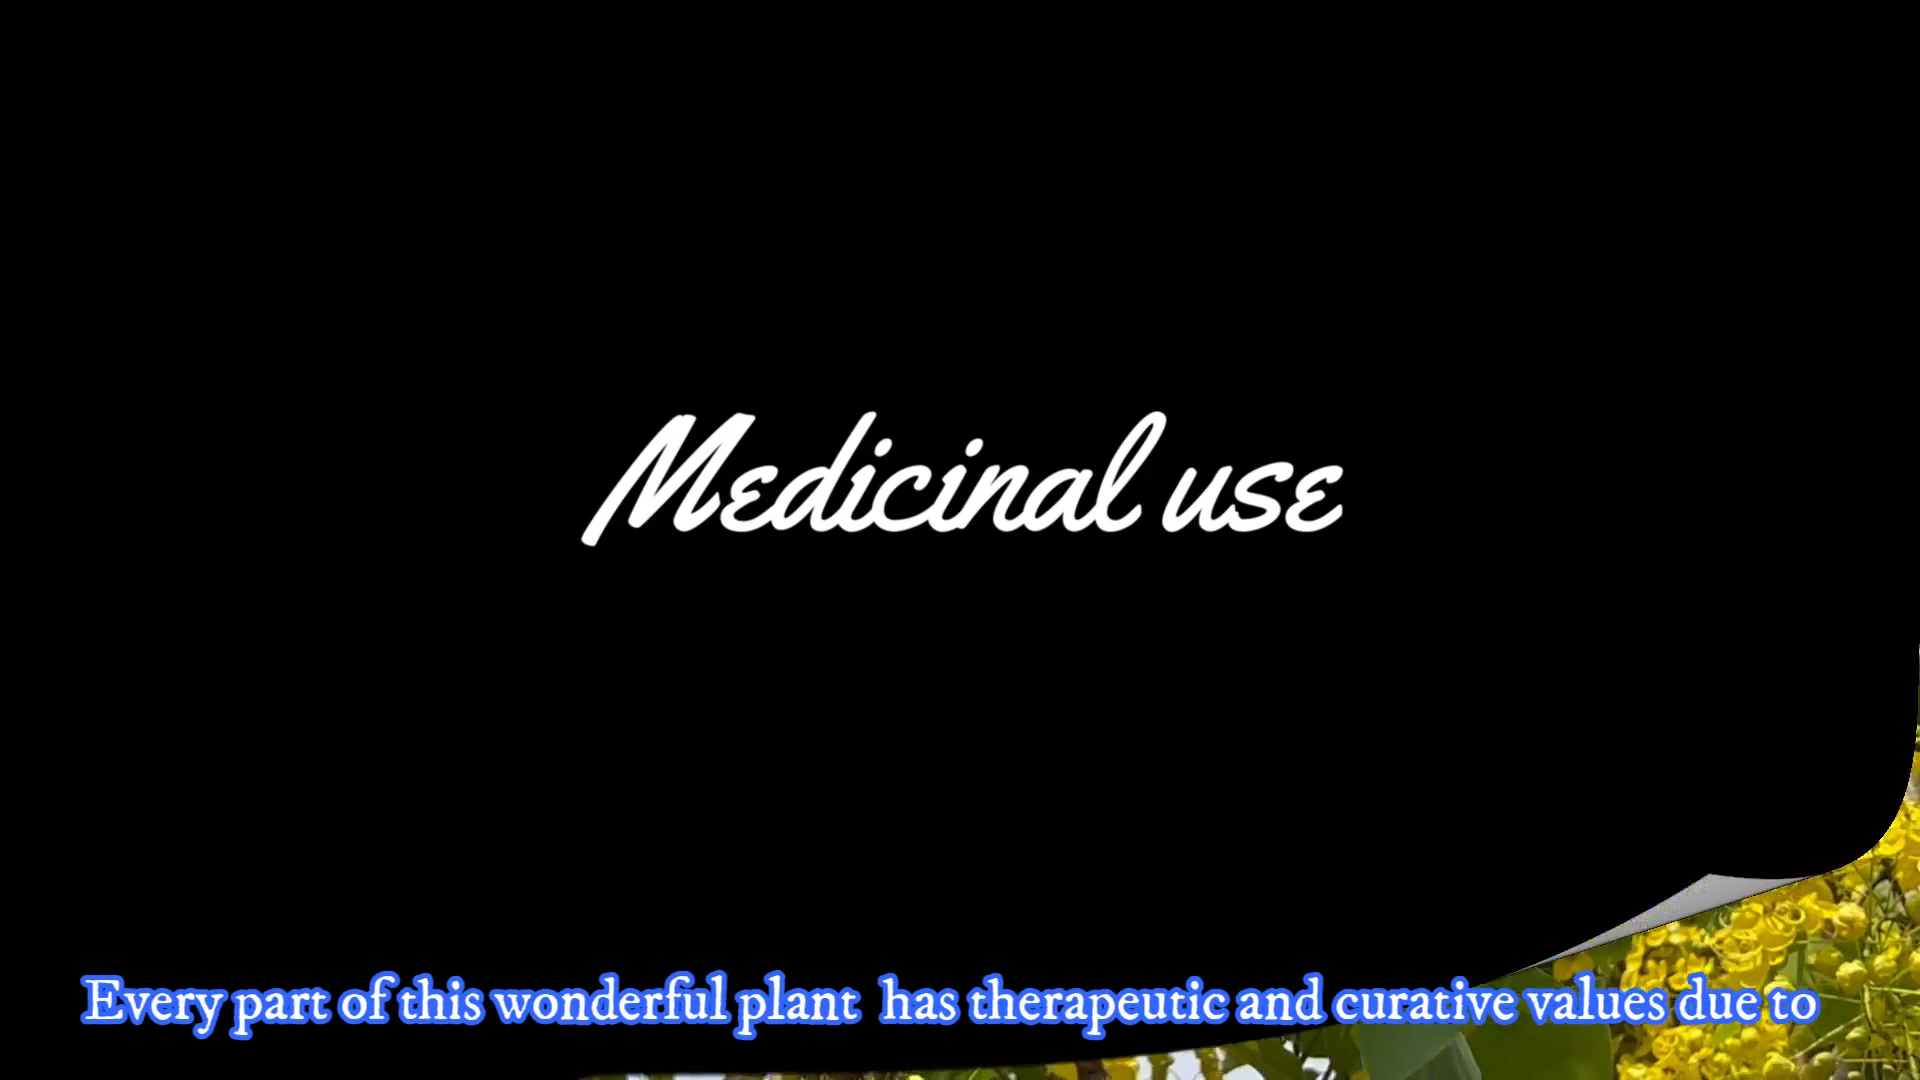 Medicinal use
Every part of this wonderful plant has therapeutic and curative values due to